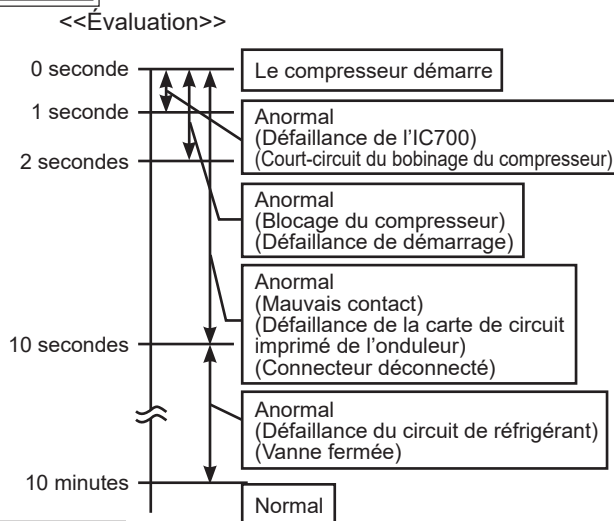 <<Évaluation>>
0 seconde
Le compresseur démarre
1 seconde
Anormal
(Défaillance de l'IC700)
(Court-circuit du bobinage du compresseur)
2 secondes
Anormal
(Blocage du compresseur)
(Défaillance de démarrage)
Anormal
(Mauvais contact)
(Défaillance de la carte de circuit
imprimé de l'onduleur)
(Connecteur déconnecté)
10 secondes
Anormal
(Défaillance du circuit de réfrigérant)
(Vanne fermée)
10 minutes
Normal